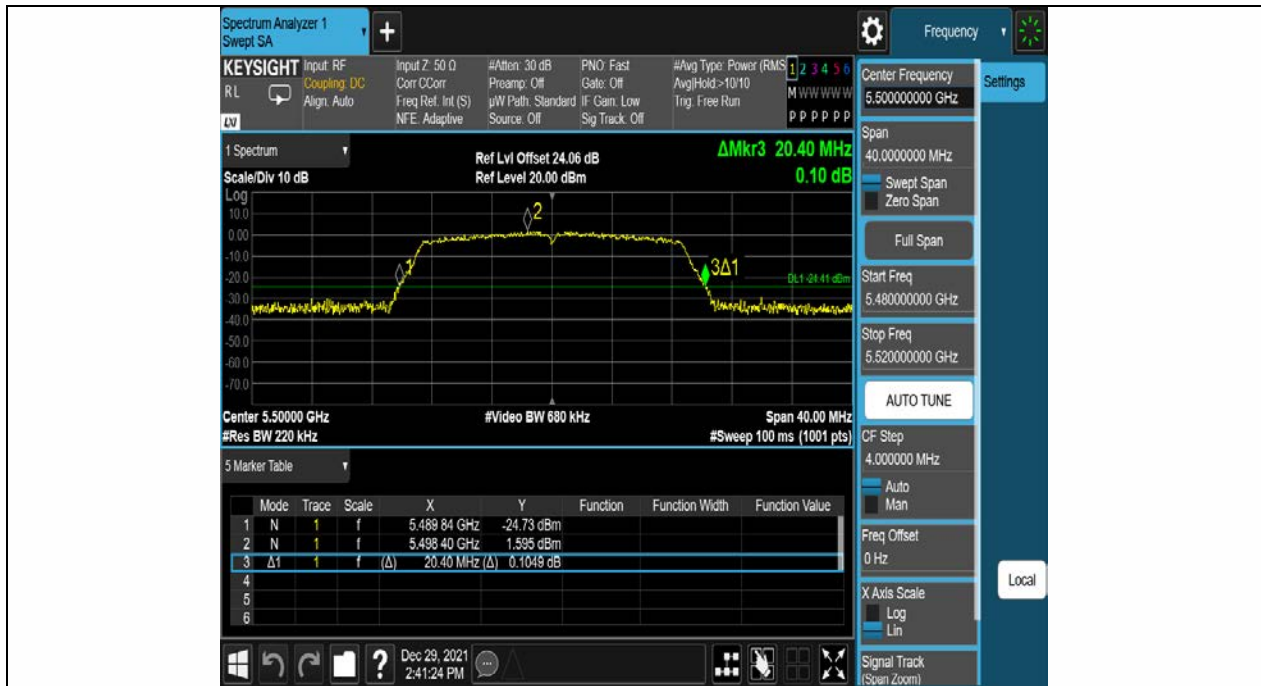 Spectrum Analyzer 1
Swept SA
+
Frequency
KEYSIGHT
RL
LXI
Input: RF
Coupling: DC
Align: Auto
Input Z: 50 Ω
Corr CCorr
Freq Ref: Int (S)
NFE: Adaptive
#Atten: 30 dB
Preamp: Off
µW Path: Standard
Source: Off
PNO: Fast
Gate: Off
IF Gain: Low
Sig Track: Off
#Avg Type: Power (RMS
Avg|Hold:>10/10
Trig: Free Run
1 2 3 4 5 6
M W W W W W
P P P P P P
1 Spectrum
Scale/Div 10 dB
Ref Lvl Offset 24.06 dB
Ref Level 20.00 dBm
ΔMkr3 20.40 MHz
0.10 dB
Log
10.0
0.00
-10.0
-20.0
-30.0
-40.0
-50.0
-60.0
-70.0
1
2
3Δ1
DL1 -24.41 dBm
Center 5.50000 GHz
#Video BW 680 kHz
Span 40.00 MHz
#Res BW 220 kHz
#Sweep 100 ms (1001 pts)
5 Marker Table
Mode Trace Scale X Y Function Function Width Function Value
1 N 1 f 5.489 84 GHz -24.73 dBm
2 N 1 f 5.498 40 GHz 1.595 dBm
3 Δ1 1 f (Δ) 20.40 MHz (Δ) 0.1049 dB
4
5
6
?
Dec 29, 2021
2:41:24 PM
Center Frequency
5.500000000 GHz
Settings
Span
40.0000000 MHz
Swept Span
Zero Span
Full Span
Start Freq
5.480000000 GHz
Stop Freq
5.520000000 GHz
AUTO TUNE
CF Step
4.000000 MHz
Auto
Man
Freq Offset
0 Hz
X Axis Scale
Log
Lin
Local
Signal Track
(Span Zoom)